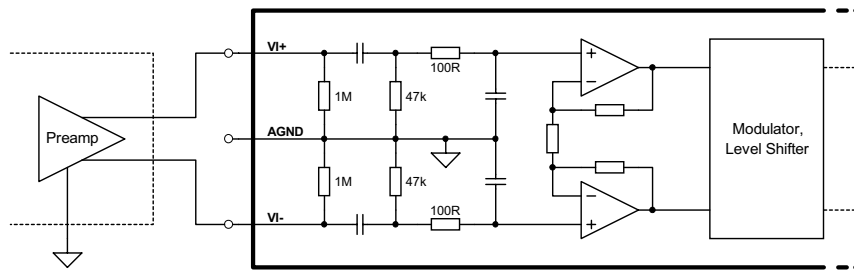 VI+
100R
1M
47k
Preamp
AGND
Modulator,
Level Shifter
1M
47k
100R
VI-